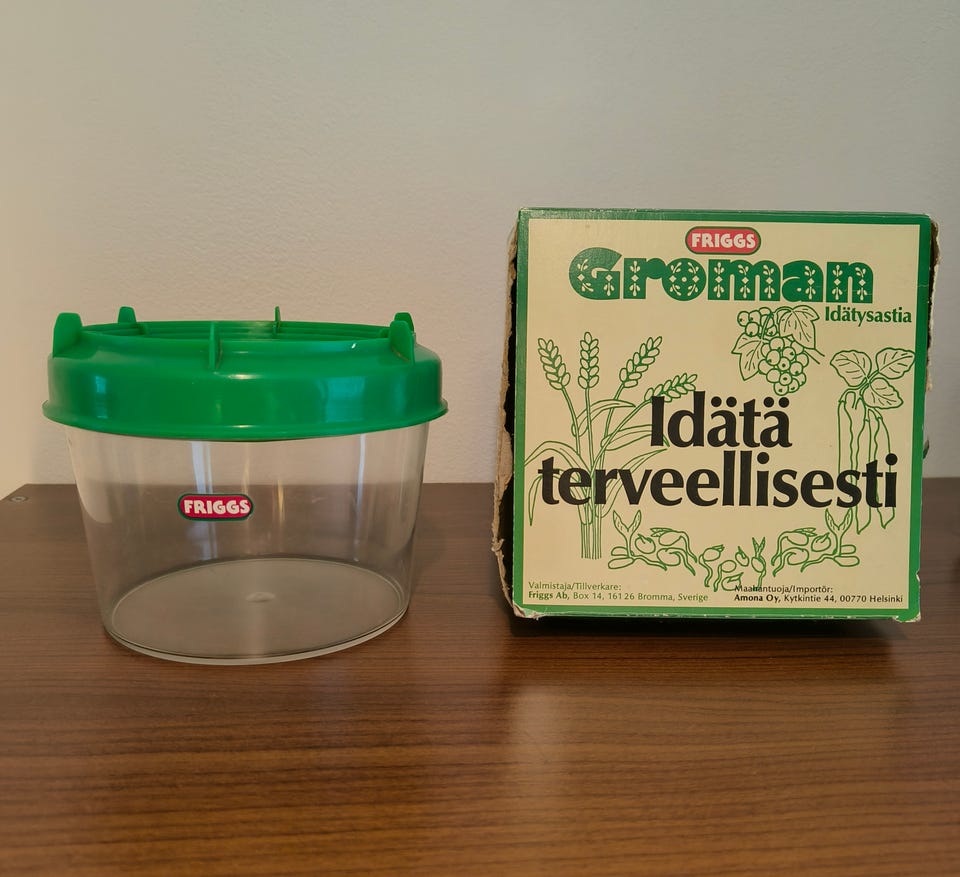 FRIGGS
FRIGGS
Groman
Idätysastia
Idätä
terveellisesti
Valmistaja/Tillverkare:
Friggs Ab, Box 14, 161 26 Bromma, Sverige
Maahantuoja/Importör:
Amona Oy, Kytkintie 44, 00770 Helsinki